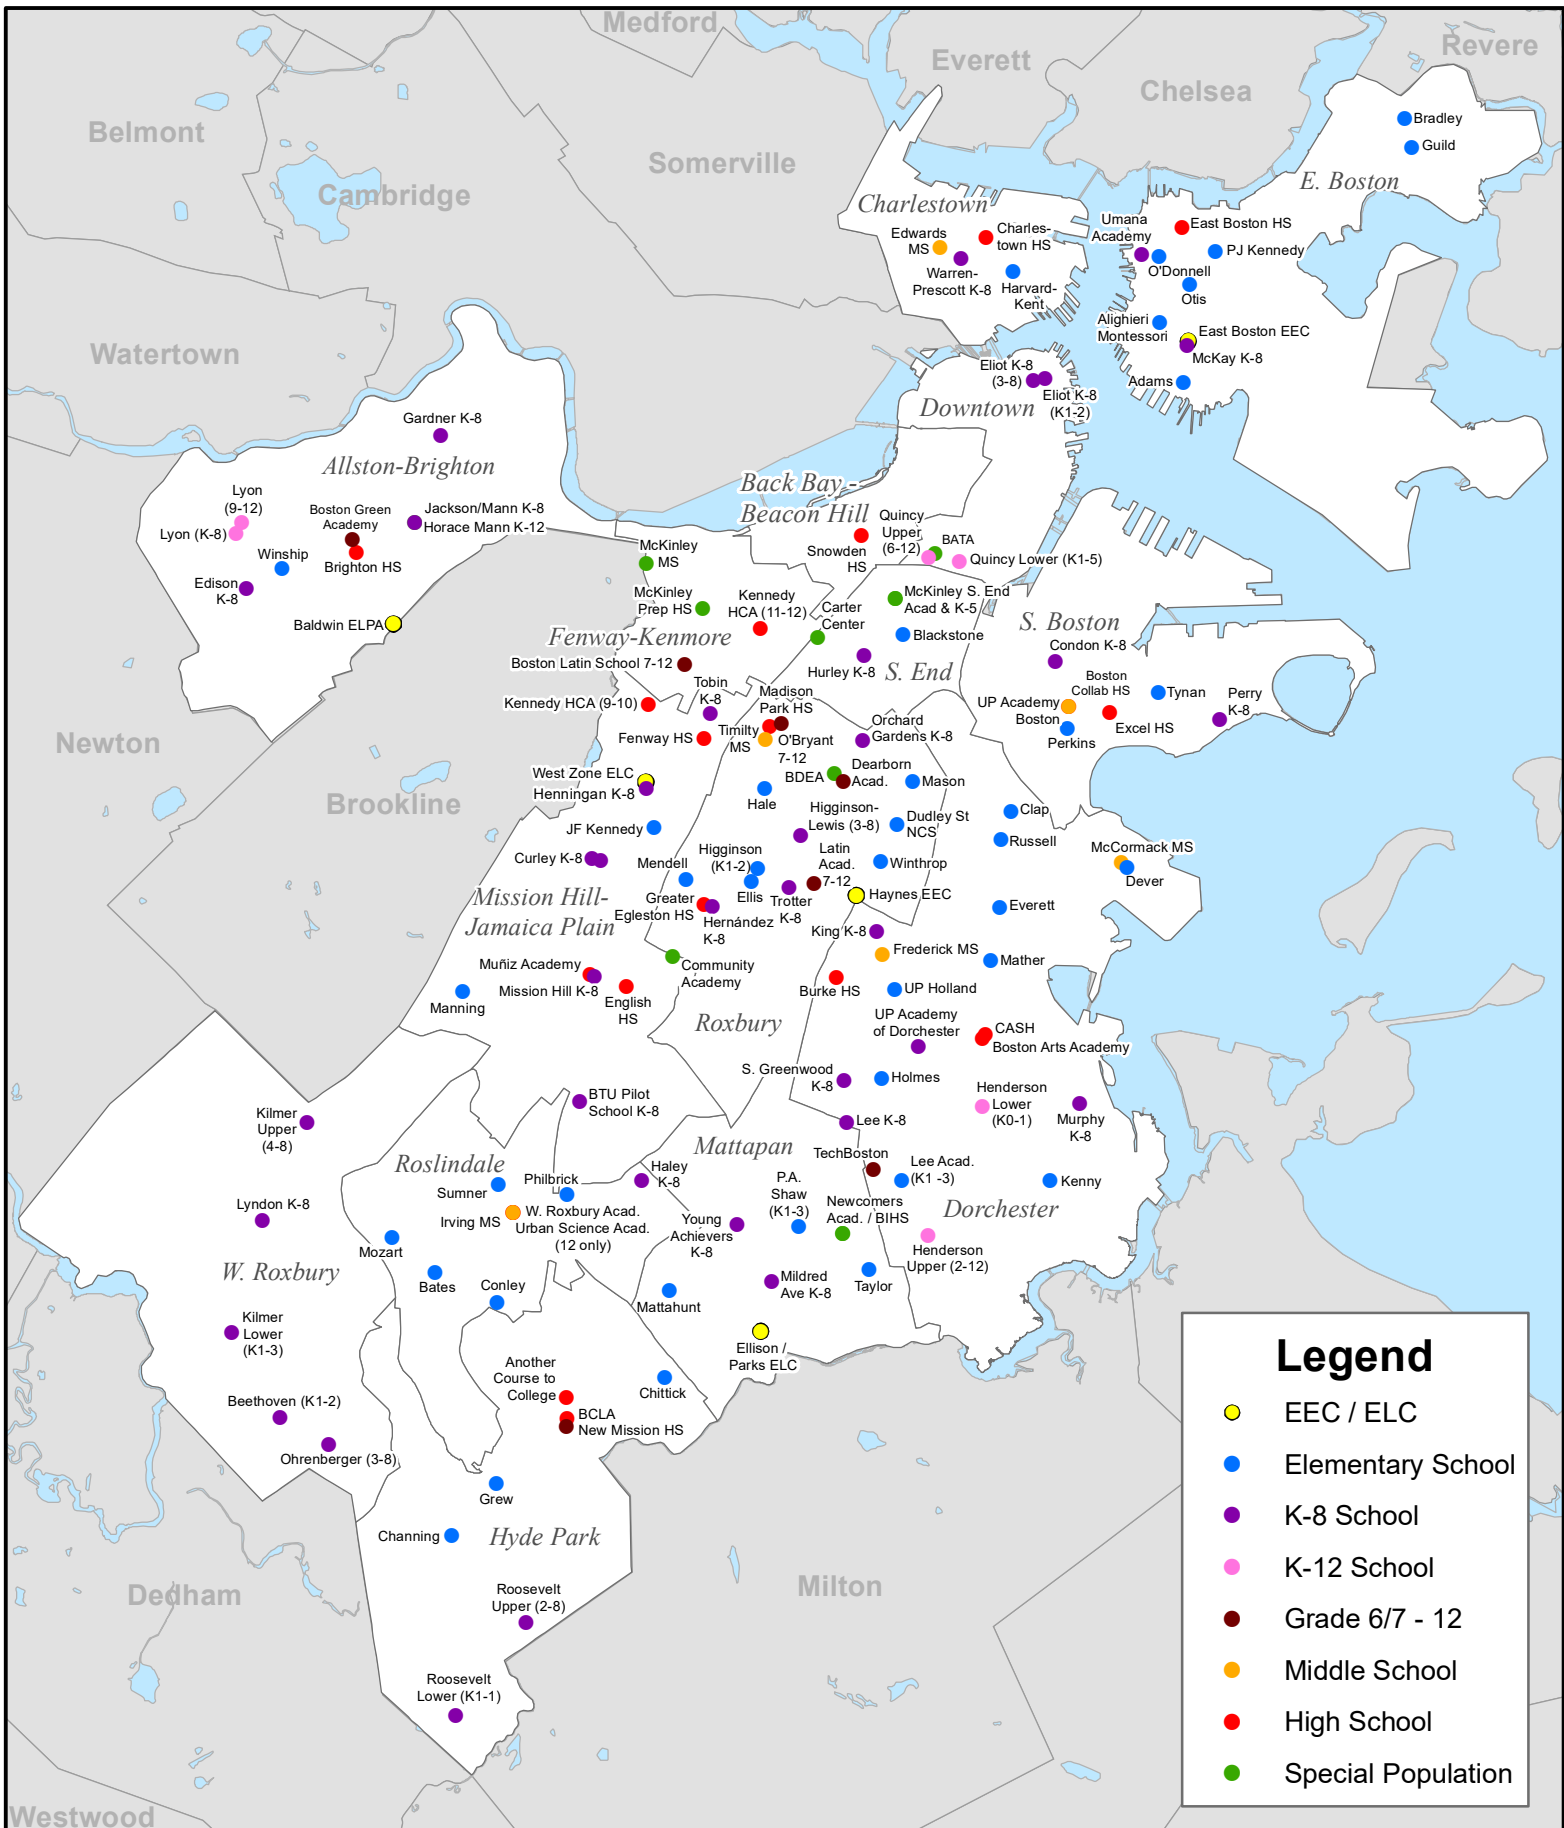 Medford
Everett
Revere
Chelsea
Belmont
Somerville
Cambridge
Watertown
Newton
Brookline
Dedham
Milton
Westwood
Bradley
Guild
E. Boston
Umana
Academy
East Boston HS
PJ Kennedy
O'Donnell
Otis
Alighieri
Montessori
East Boston EEC
McKay K-8
Adams
Charlestown
Edwards
MS
Charles-
town HS
Warren-
Prescott K-8
Harvard-
Kent
Eliot K-8
(3-8)
Eliot K-8
(K1-2)
Downtown
Gardner K-8
Allston-Brighton
Lyon
(9-12)
Lyon (K-8)
Boston Green
Academy
Brighton HS
Jackson/Mann K-8
Horace Mann K-12
Winship
Edison
K-8
Baldwin ELPA
Back Bay -
Beacon Hill
Snowden
HS
Quincy
Upper
(6-12)
BATA
Quincy Lower (K1-5)
McKinley
MS
McKinley
Prep HS
Kennedy
HCA (11-12)
Carter
Center
McKinley S. End
Acad & K-5
Blackstone
Hurley K-8
S. End
Fenway-Kenmore
Boston Latin School 7-12
Tobin
K-8
Kennedy HCA (9-10)
Fenway HS
Madison
Park HS
Timilty
MS
O'Bryant
7-12
Orchard
Gardens K-8
S. Boston
Condon K-8
Boston
Collab HS
UP Academy
Boston
Perkins
Excel HS
Tynan
Perry
K-8
West Zone ELC
Henningan K-8
BDEA
Dearborn
Acad.
Mason
Hale
JF Kennedy
Higginson-
Lewis (3-8)
Dudley St
NCS
Clap
Russell
Curley K-8
Mendell
Higginson
(K1-2)
Ellis
Latin
Acad.
7-12
Winthrop
McCormack MS
Dever
Greater
Egleston HS
Hernández
K-8
Trotter
K-8
Haynes EEC
Everett
Mission Hill-
Jamaica Plain
King K-8
Frederick MS
Mather
Muñiz Academy
Mission Hill K-8
English
HS
Community
Academy
Manning
Burke HS
UP Holland
Roxbury
UP Academy
of Dorchester
CASH
Boston Arts Academy
S. Greenwood
K-8
Holmes
Henderson
Lower
(K0-1)
Murphy
K-8
BTU Pilot
School K-8
Kilmer
Upper
(4-8)
Lee K-8
Mattapan
TechBoston
Lee Acad.
(K1 -3)
Kenny
Roslindale
Sumner
Philbrick
Haley
K-8
P.A.
Shaw
(K1-3)
Newcomers
Acad. / BIHS
Dorchester
Lyndon K-8
Irving MS
W. Roxbury Acad.
Urban Science Acad.
(12 only)
Young
Achievers
K-8
Henderson
Upper (2-12)
Mozart
W. Roxbury
Bates
Conley
Mattahunt
Mildred
Ave K-8
Taylor
Kilmer
Lower
(K1-3)
Ellison /
Parks ELC
Another
Course to
College
Chittick
Beethoven (K1-2)
BCLA
New Mission HS
Ohrenberger (3-8)
Grew
Channing
Hyde Park
Roosevelt
Upper (2-8)
Roosevelt
Lower (K1-1)
Legend
EEC / ELC
Elementary School
K-8 School
K-12 School
Grade 6/7 - 12
Middle School
High School
Special Population